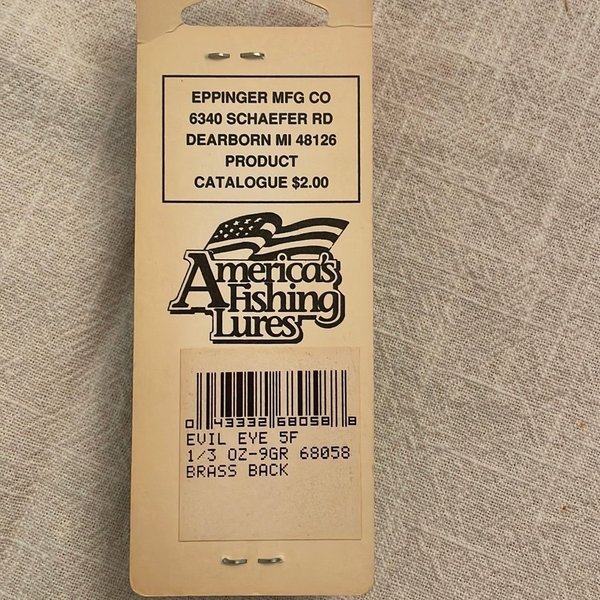 EPPINGER MFG CO
6340 SCHAEFER RD
DEARBORN MI 48126
PRODUCT
CATALOGUE $2.00
America's
Fishing
Lures
0 43332 68058 8
EVIL EYE 5F
1/3 OZ-9GR 68058
BRASS BACK